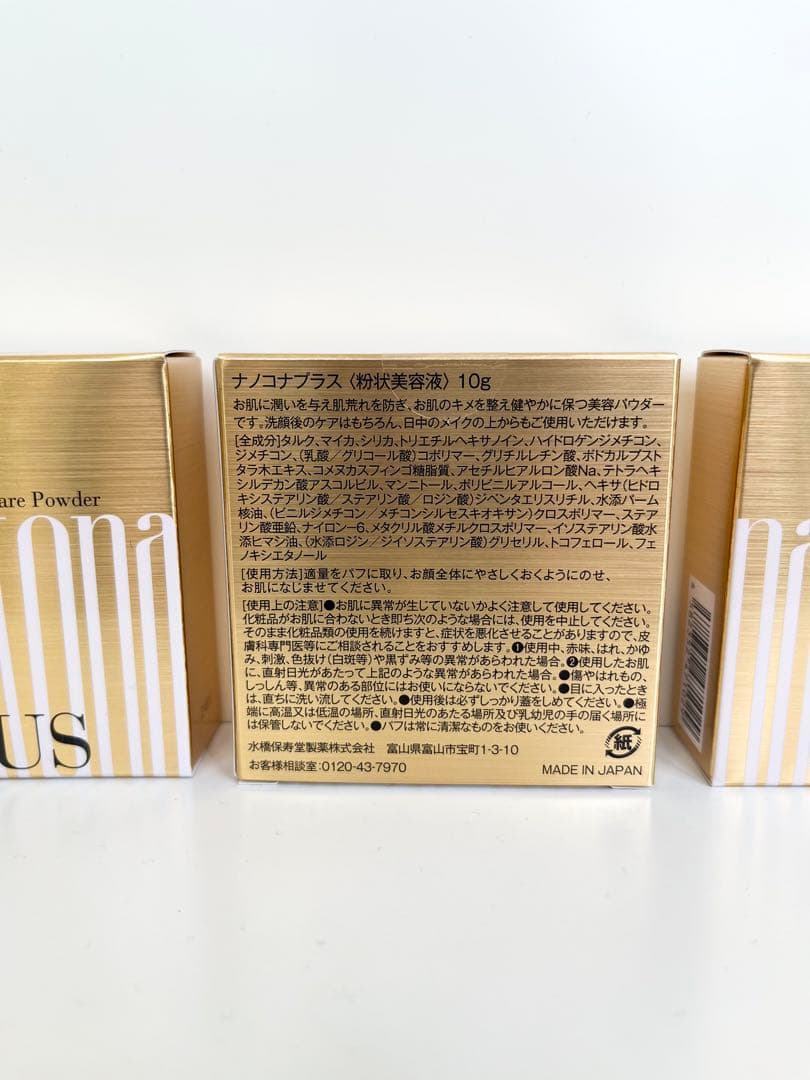 are Powder
ona
US
ナノコナプラス〈粉状美容液〉10g
お肌に潤いを与え肌荒れを防ぎ、お肌のキメを整え健やかに保つ美容パウダー
です。洗顔後のケアはもちろん、日中のメイクの上からもご使用いただけます。
[全成分]タルク、マイカ、シリカ、トリエチルヘキサノイン、ハイドロゲンジメチコン、
ジメチコン、(乳酸/グリコール酸)コポリマー、グリチルレチン酸、ポドカルプスト
タラ木エキス、コメヌカスフィンゴ糖脂質、アセチルヒアルロン酸Na、テトラヘキ
シルデカン酸アスコルビル、マンニトール、ポリビニルアルコール、ヘキサ(ヒドロ
キシステアリン酸/ステアリン酸/ロジン酸)ジペンタエリスリチル、水添パーム
核油、(ビニルジメチコン/メチコンシルセスキオキサン)クロスポリマー、ステア
リン酸亜鉛、ナイロン-6、メタクリル酸メチルクロスポリマー、イソステアリン酸水
添ヒマシ油、(水添ロジン/ジイソステアリン酸)グリセリル、トコフェロール、フェ
ノキシエタノール
[使用方法]適量をパフに取り、お顔全体にやさしくおくようにのせ、
お肌になじませてください。
[使用上の注意]●お肌に異常が生じていないかよく注意して使用してください。
化粧品がお肌に合わないとき即ち次のような場合には、使用を中止してください。
そのまま化粧品類の使用を続けますと、症状を悪化させることがありますので、皮
膚科専門医等にご相談されることをおすすめします。❶使用中、赤味、はれ、かゆ
み、刺激、色抜け(白斑等)や黒ずみ等の異常があらわれた場合。❷使用したお肌
に、直射日光があたって上記のような異常があらわれた場合。●傷やはれもの、
しっしん等、異常のある部位にはお使いにならないでください。●目に入ったとき
は、直ちに洗い流してください。●使用後は必ずしっかり蓋をしめてください。●極
端に高温又は低温の場所、直射日光のあたる場所及び乳幼児の手の届く場所に
は保管しないでください。●パフは常に清潔なものをお使いください。
水橋保寿堂製薬株式会社 富山県富山市宝町1-3-10
お客様相談室:0120-43-7970
紙
MADE IN JAPAN
na